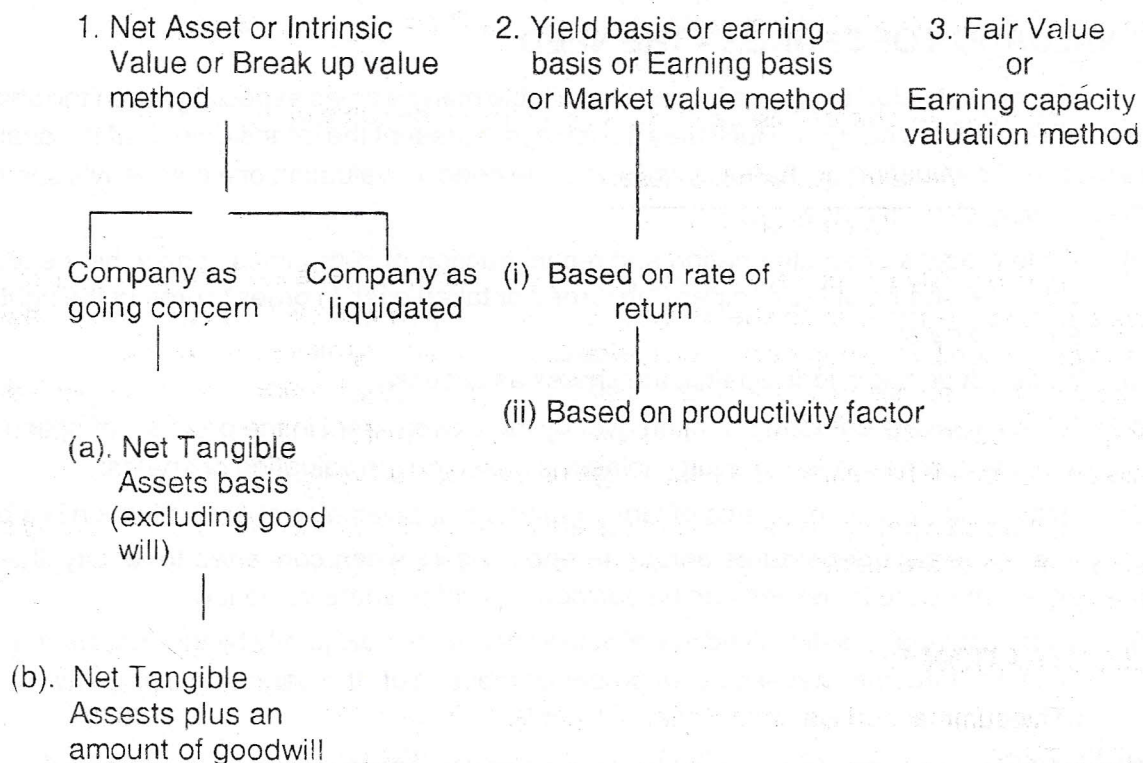 1. Net Asset or Intrinsic
Value or Break up value
method
2. Yield basis or earning
basis or Earning basis
or Market value method
3. Fair Value
or
Earning capacity
valuation method
Company as
going concern
Company as
liquidated
(i) Based on rate of
return
(ii) Based on productivity factor
(a). Net Tangible
Assets basis
(excluding good
will)
(b). Net Tangible
Assests plus an
amount of goodwill